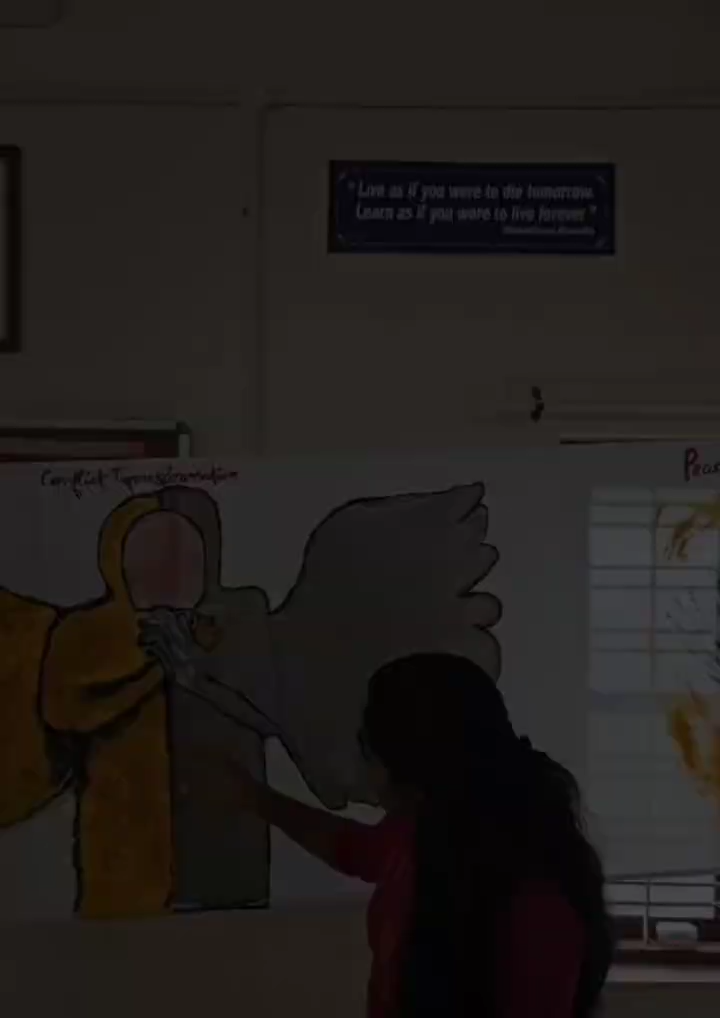 "Live as if you were to die tomorrow.
Learn as if you were to live forever"
Conflict Transformation